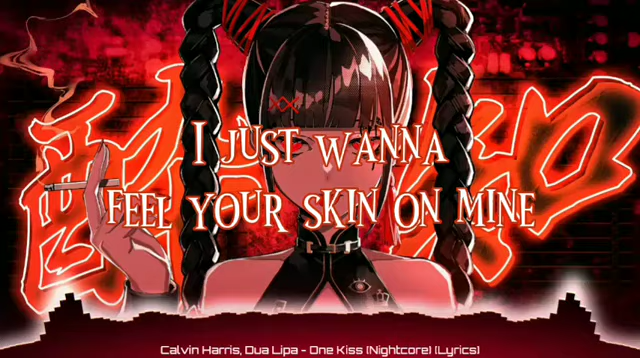 I JUST WANNA
FEEL YOUR SKIN ON MINE
Calvin Harris, Dua Lipa - One Kiss (Nightcore) (Lyrics)